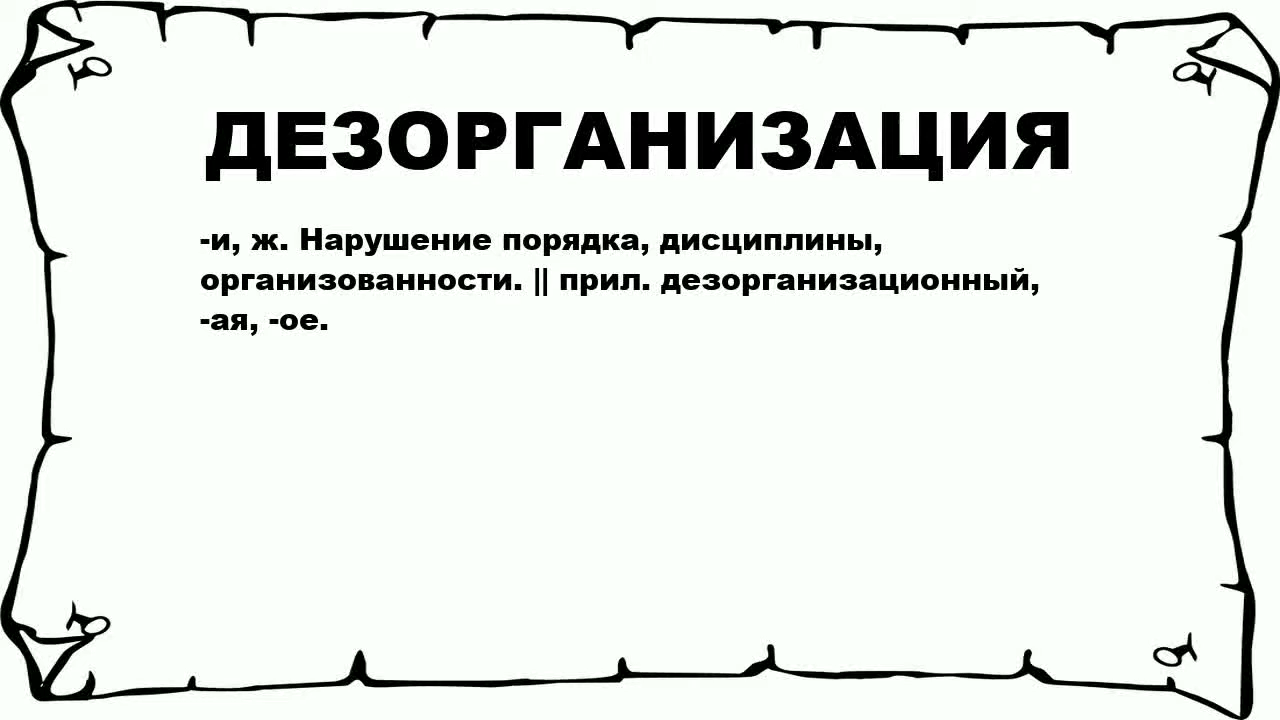 ДЕЗОРГАНИЗАЦИЯ
-и, ж. Нарушение порядка, дисциплины,
организованности. || прил. дезорганизационный,
-ая, -ое.